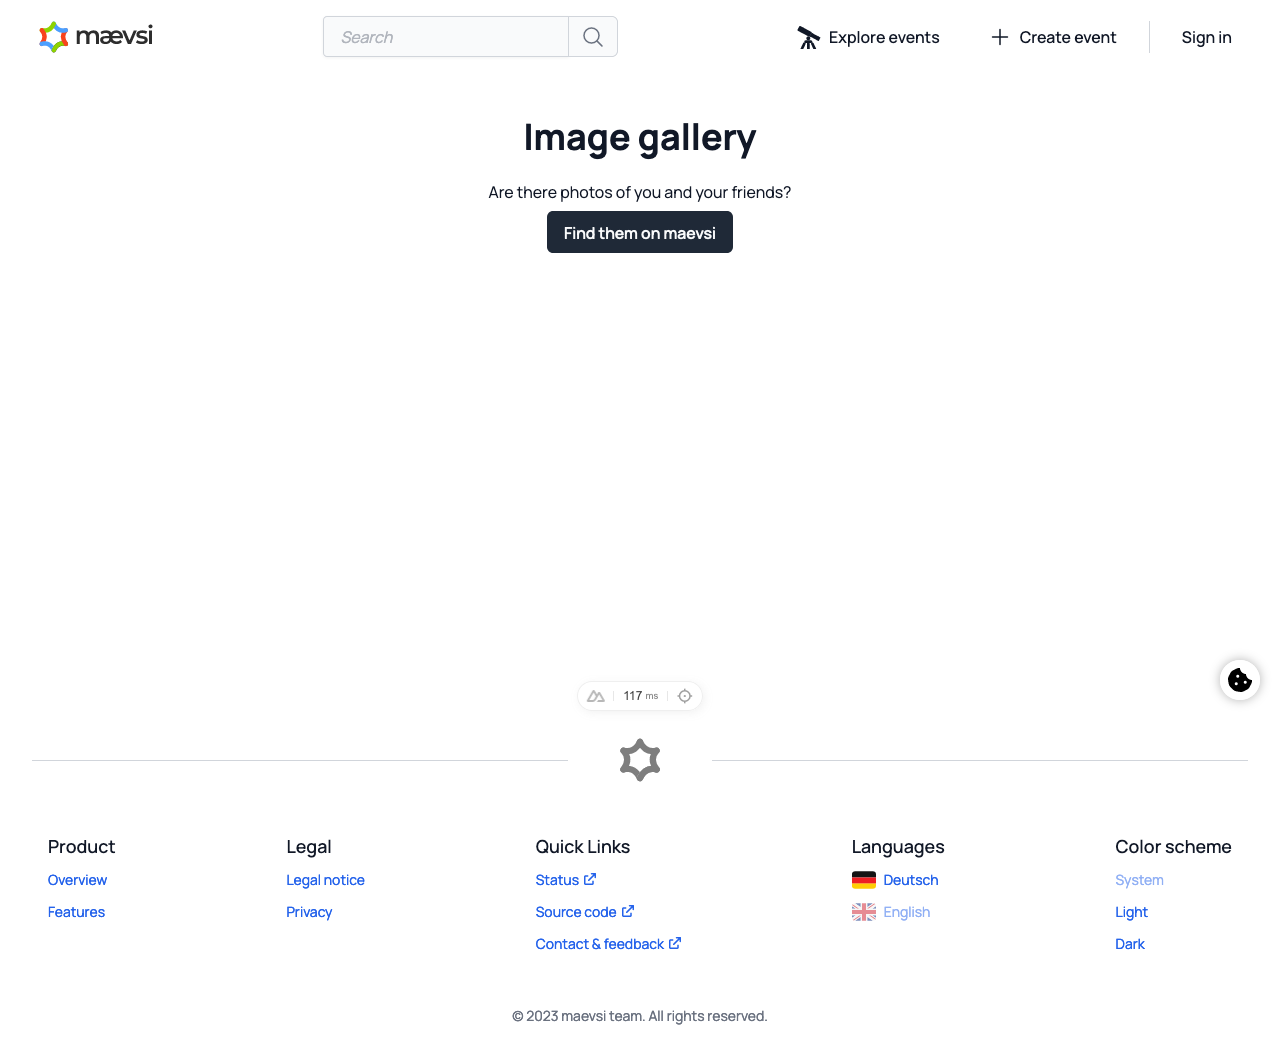 mævsi
Search
Explore events
Create event
Sign in
Image gallery
Are there photos of you and your friends?
Find them on maevsi
117 ms
Product
Overview
Features
Legal
Legal notice
Privacy
Quick Links
Status
Source code
Contact & feedback
Languages
Deutsch
English
Color scheme
System
Light
Dark
© 2023 maevsi team. All rights reserved.